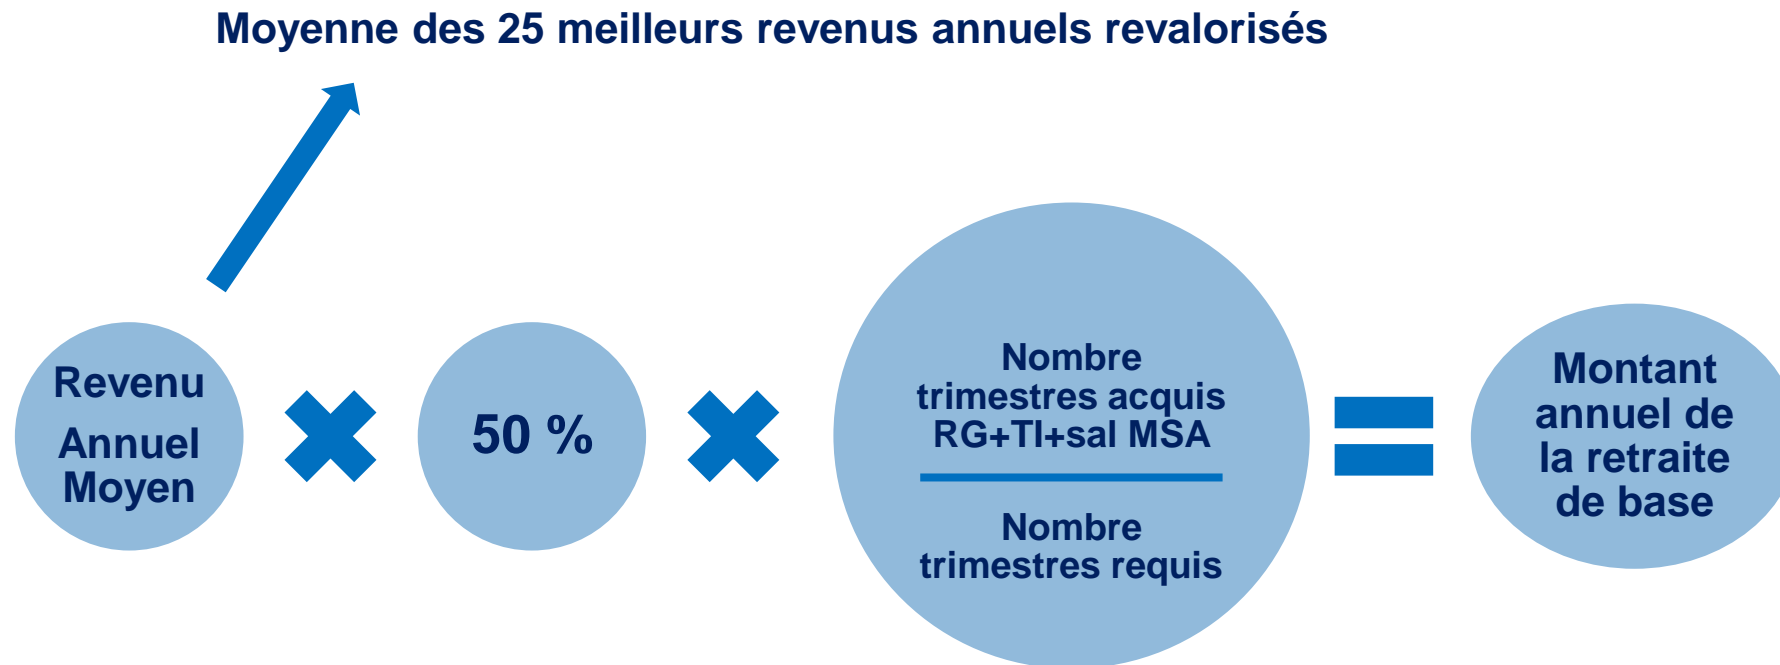 Moyenne des 25 meilleurs revenus annuels revalorisés
Revenu
Annuel
Moyen
50 %
Nombre
trimestres acquis
RG+TI+sal MSA
Nombre
trimestres requis
Montant
annuel de
la retraite
de base